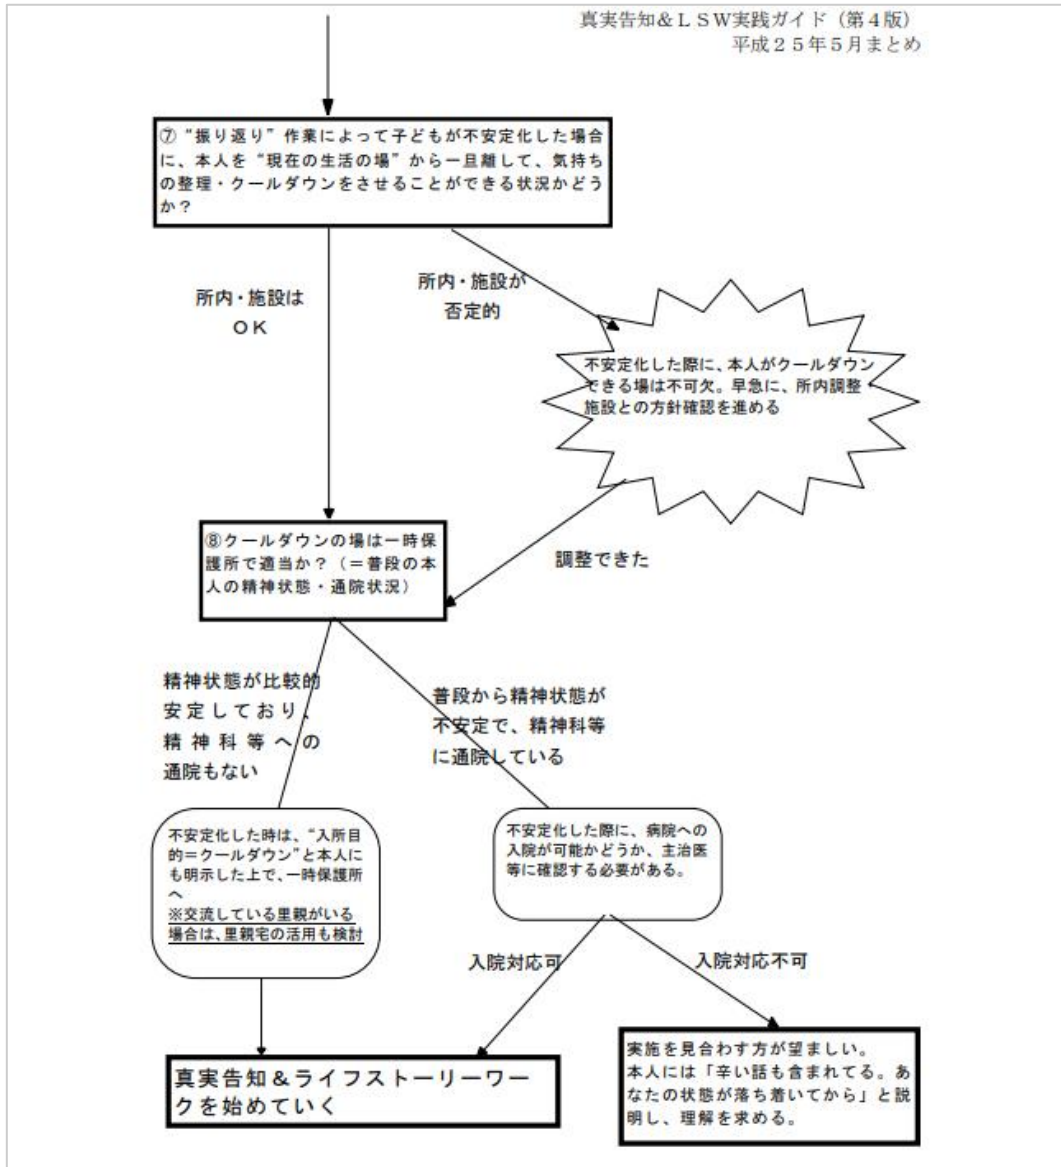 真実告知&LSW実践ガイド（第4版）
平成25年5月まとめ
⑦“振り返り”作業によって子どもが不安定化した場合
に、本人を“現在の生活の場”から一旦離して、気持ち
の整理・クールダウンをさせることができる状況かどう
か？
所内・施設は
OK
所内・施設が
否定的
不安定化した際に、本人がクールダウン
できる場は不可欠。早急に、所内調整・
施設との方針確認を進める
⑧クールダウンの場は一時保
護所で適当か？（＝普段の本
人の精神状態・通院状況）
調整できた
精神状態が比較的
安定しており、
精神科等への
通院もない
普段から精神状態が
不安定で、精神科等
に通院している
不安定化した時は、“入所目
的＝クールダウン”と本人に
も明示した上で、一時保護所
へ
※交流している里親がいる
場合は、里親宅の活用も検討
不安定化した際に、病院への
入院が可能かどうか、主治医
等に確認する必要がある。
入院対応可
入院対応不可
真実告知＆ライフストーリーワー
クを始めていく
実施を見合わす方が望ましい。
本人には「辛い話も含まれてる。あ
なたの状態が落ち着いてから」と説
明し、理解を求める。